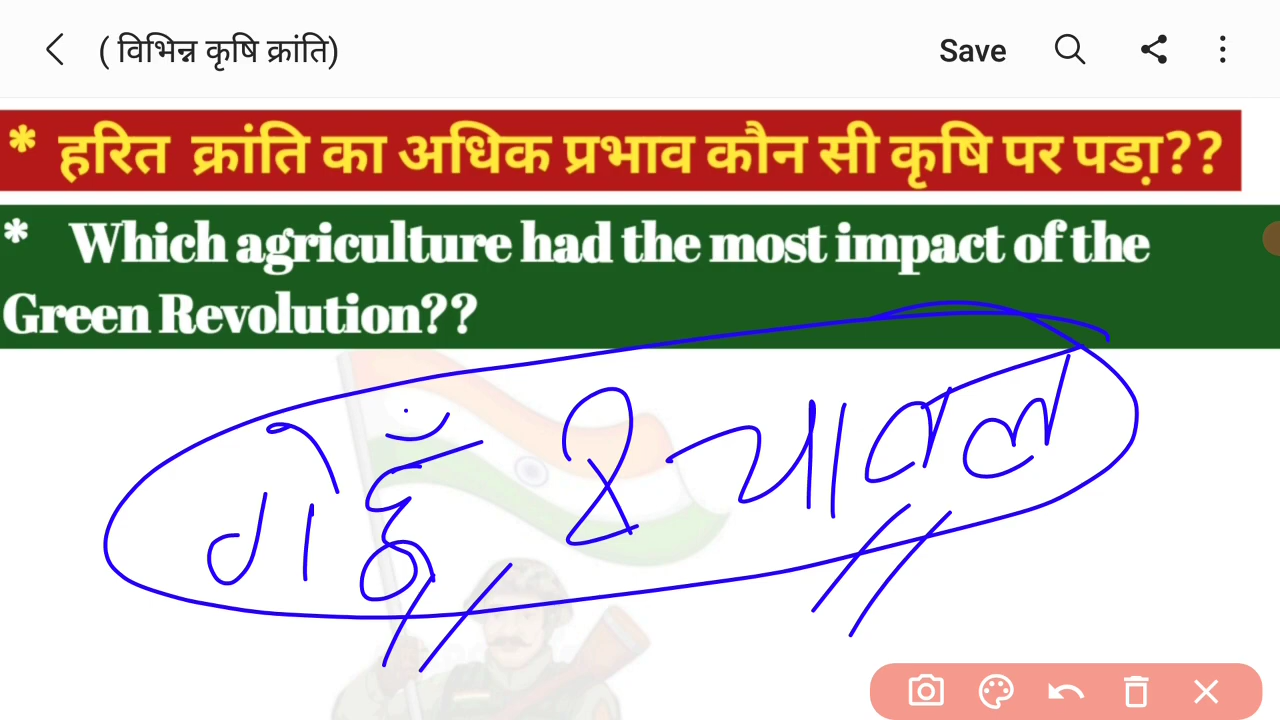 ( विभिन्न कृषि क्रांति)
Save
* हरित क्रांति का अधिक प्रभाव कौन सी कृषि पर पडा़??
* Which agriculture had the most impact of the
Green Revolution??
गेहूँ & चावल